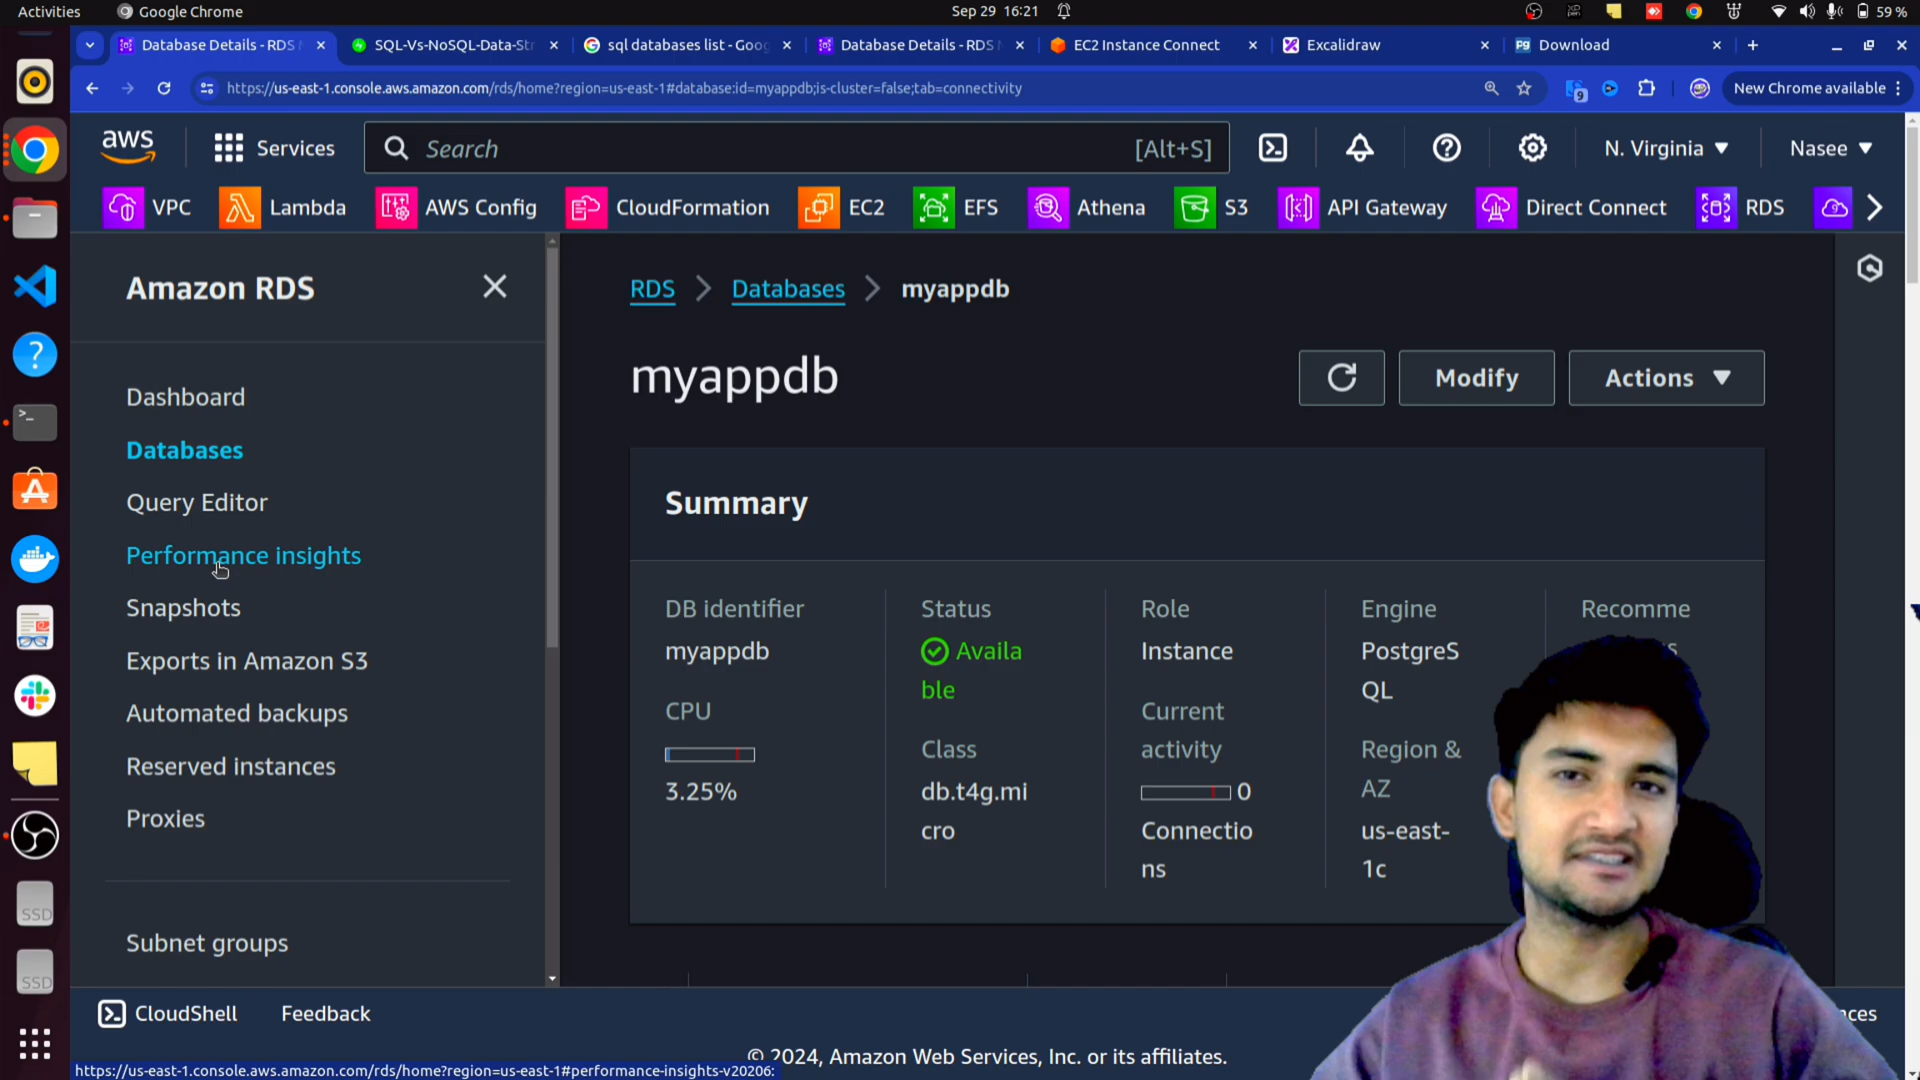 Activities
Google Chrome
Sep 29 16:21
59 %
Database Details - RDS
SQL-Vs-NoSQL-Data-Str
sql databases list - Goog
Database Details - RDS
EC2 Instance Connect
Excalidraw
Download
https://us-east-1.console.aws.amazon.com/rds/home?region=us-east-1#database:id=myappdb;is-cluster=false;tab=connectivity
New Chrome available
aws
Services
Search
[Alt+S]
N. Virginia
Nasee
VPC
Lambda
AWS Config
CloudFormation
EC2
EFS
Athena
S3
API Gateway
Direct Connect
RDS
Amazon RDS
Dashboard
Databases
Query Editor
Performance insights
Snapshots
Exports in Amazon S3
Automated backups
Reserved instances
Proxies
Subnet groups
RDS > Databases > myappdb
myappdb
Modify
Actions
Summary
DB identifier
myappdb
CPU
3.25%
Status
Availa
ble
Class
db.t4g.mi
cro
Role
Instance
Current
activity
0
Connectio
ns
Engine
PostgreS
QL
Region &
AZ
us-east-
1c
Recomme
SSD
SSD
CloudShell
Feedback
© 2024, Amazon Web Services, Inc. or its affiliates.
https://us-east-1.console.aws.amazon.com/rds/home?region=us-east-1#performance-insights-v20206: